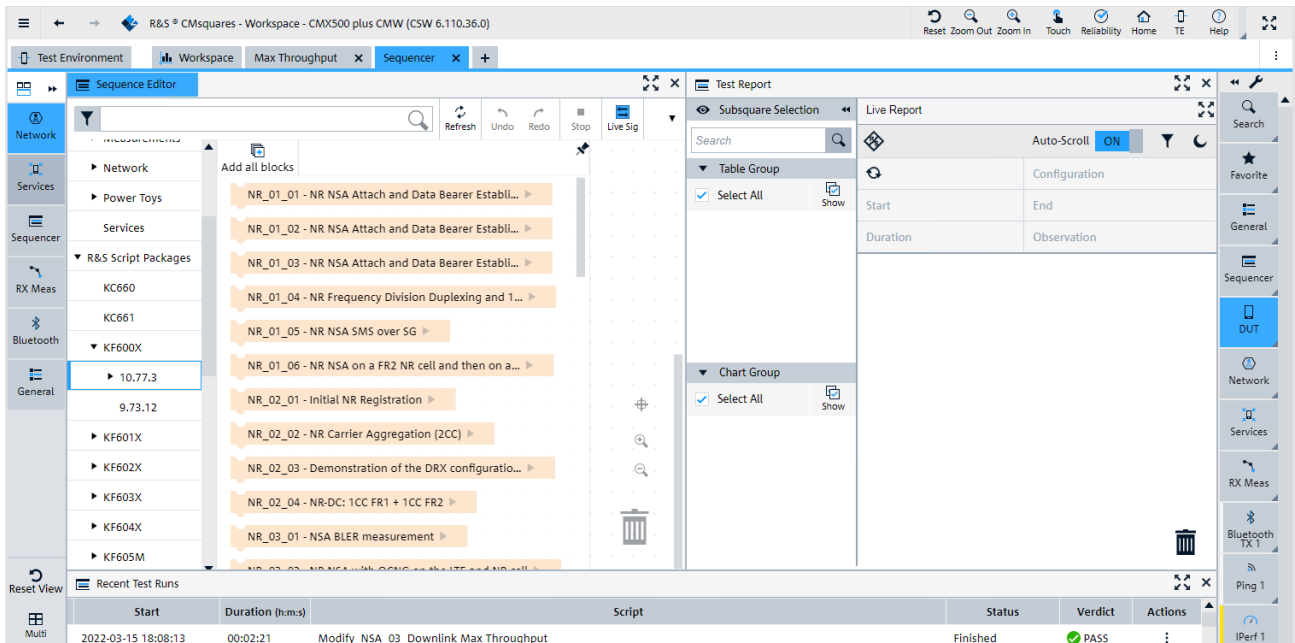 R&S ® CMsquares - Workspace - CMX500 plus CMW (CSW 6.110.36.0)
Reset Zoom Out Zoom In Touch Reliability Home TE Help
Test Environment Workspace Max Throughput Sequencer
Sequence Editor
Network
Services
Sequencer
RX Meas
Bluetooth
General
Reset View
Multi
Refresh Undo Redo Stop Live Sig
Measurements
Network
Power Toys
Services
R&S Script Packages
KC660
KC661
KF600X
10.77.3
9.73.12
KF601X
KF602X
KF603X
KF604X
KF605M
Add all blocks
NR_01_01 - NR NSA Attach and Data Bearer Establi...
NR_01_02 - NR NSA Attach and Data Bearer Establi...
NR_01_03 - NR NSA Attach and Data Bearer Establi...
NR_01_04 - NR Frequency Division Duplexing and 1...
NR_01_05 - NR NSA SMS over SG
NR_01_06 - NR NSA on a FR2 NR cell and then on a...
NR_02_01 - Initial NR Registration
NR_02_02 - NR Carrier Aggregation (2CC)
NR_02_03 - Demonstration of the DRX configuratio...
NR_02_04 - NR-DC: 1CC FR1 + 1CC FR2
NR_03_01 - NSA BLER measurement
Test Report
Subsquare Selection
Search
Table Group
Select All
Show
Chart Group
Select All
Show
Live Report
Auto-Scroll ON
Configuration
Start End
Duration Observation
Search
Favorite
General
Sequencer
DUT
Network
Services
RX Meas
Bluetooth
TX 1
Ping 1
IPerf 1
Recent Test Runs
Start Duration (h:m:s) Script Status Verdict Actions
2022-03-15 18:08:13 00:02:21 Modify_NSA_03_Downlink Max Throughput Finished PASS